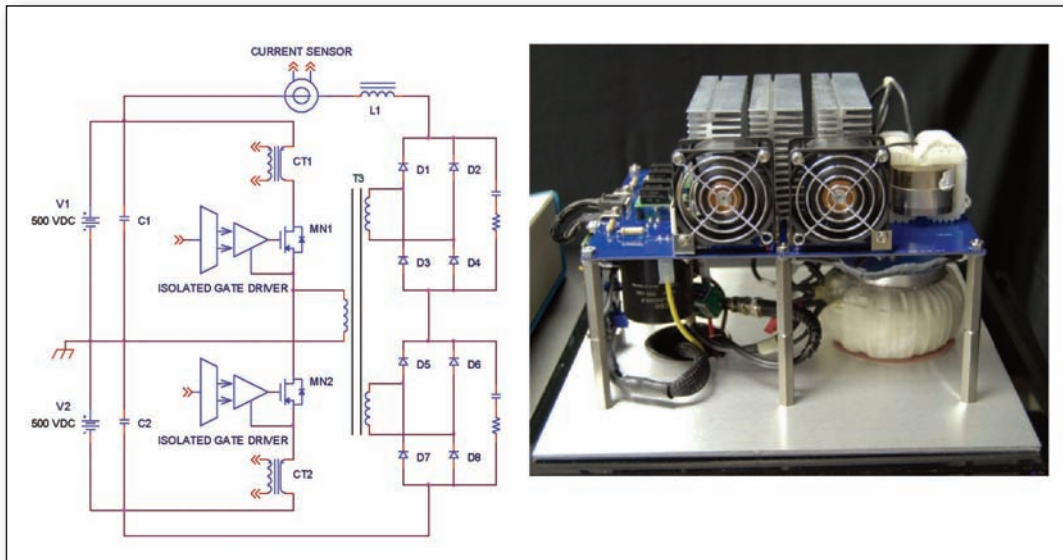 CURRENT SENSOR
L1
CT1
D1
D2
T3
V1
500 VDC
C1
MN1
D3
D4
ISOLATED GATE DRIVER
D5
D6
MN2
V2
500 VDC
C2
ISOLATED GATE DRIVER
D7
D8
CT2